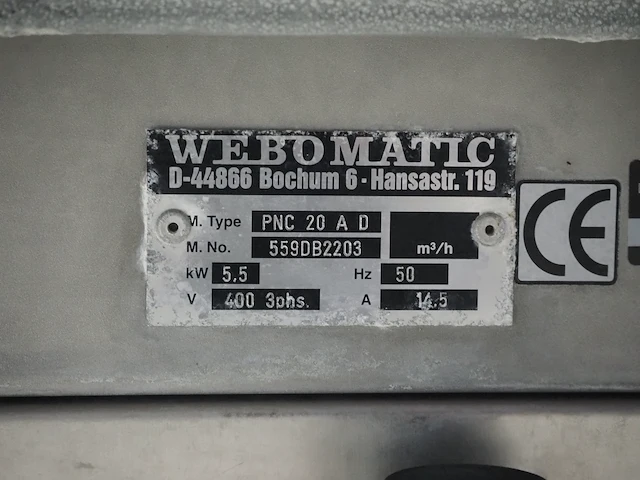 WEBOMATIC
D-44866 Bochum 6 - Hansastr. 119
M. Type PNC 20 A D
M. No. 559DB2203 m³/h
kW 5,5 Hz 50
V 400 3phs. A 14,5
CE